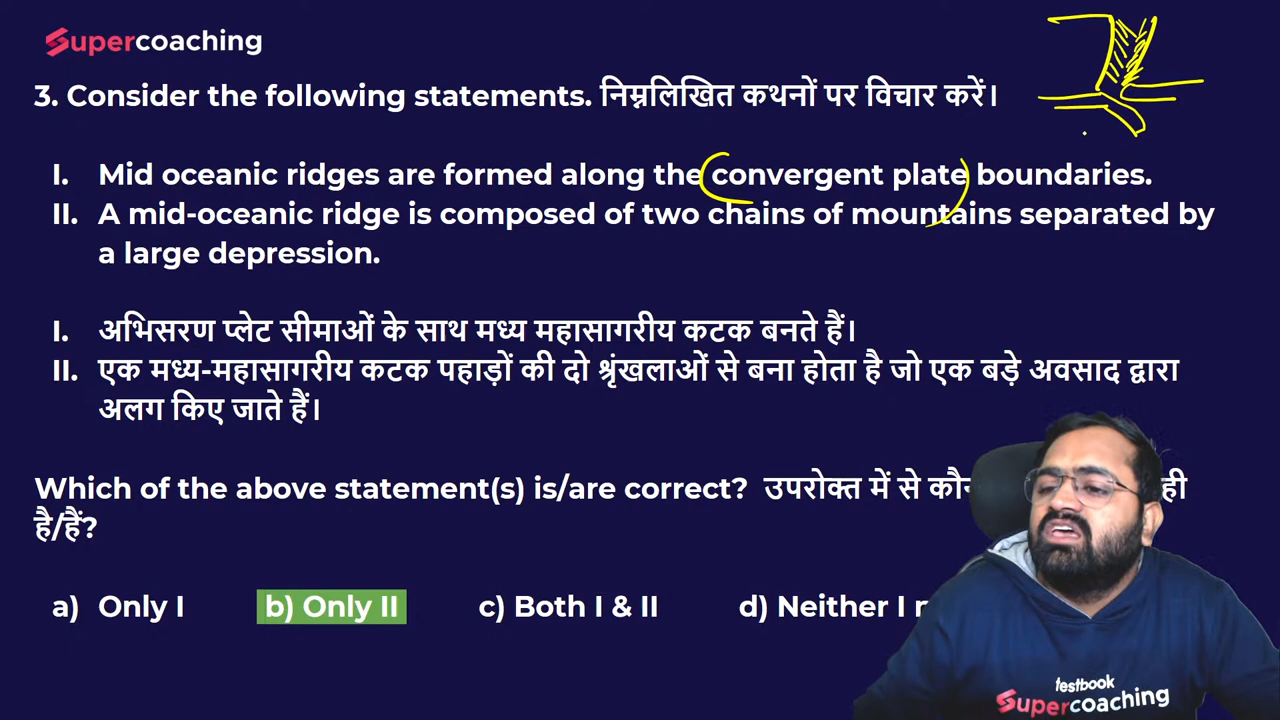 Supercoaching
3. Consider the following statements. निम्नलिखित कथनों पर विचार करें।
I. Mid oceanic ridges are formed along the convergent plate boundaries.
II. A mid-oceanic ridge is composed of two chains of mountains separated by
a large depression.
I. अभिसरण प्लेट सीमाओं के साथ मध्य महासागरीय कटक बनते हैं।
II. एक मध्य-महासागरीय कटक पहाड़ों की दो श्रृंखलाओं से बना होता है जो एक बड़े अवसाद द्वारा
अलग किए जाते हैं।
Which of the above statement(s) is/are correct? उपरोक्त में से ही
है/हैं?
a) Only I b) Only II c) Both I & II d) Neither I
testbook
Supercoaching